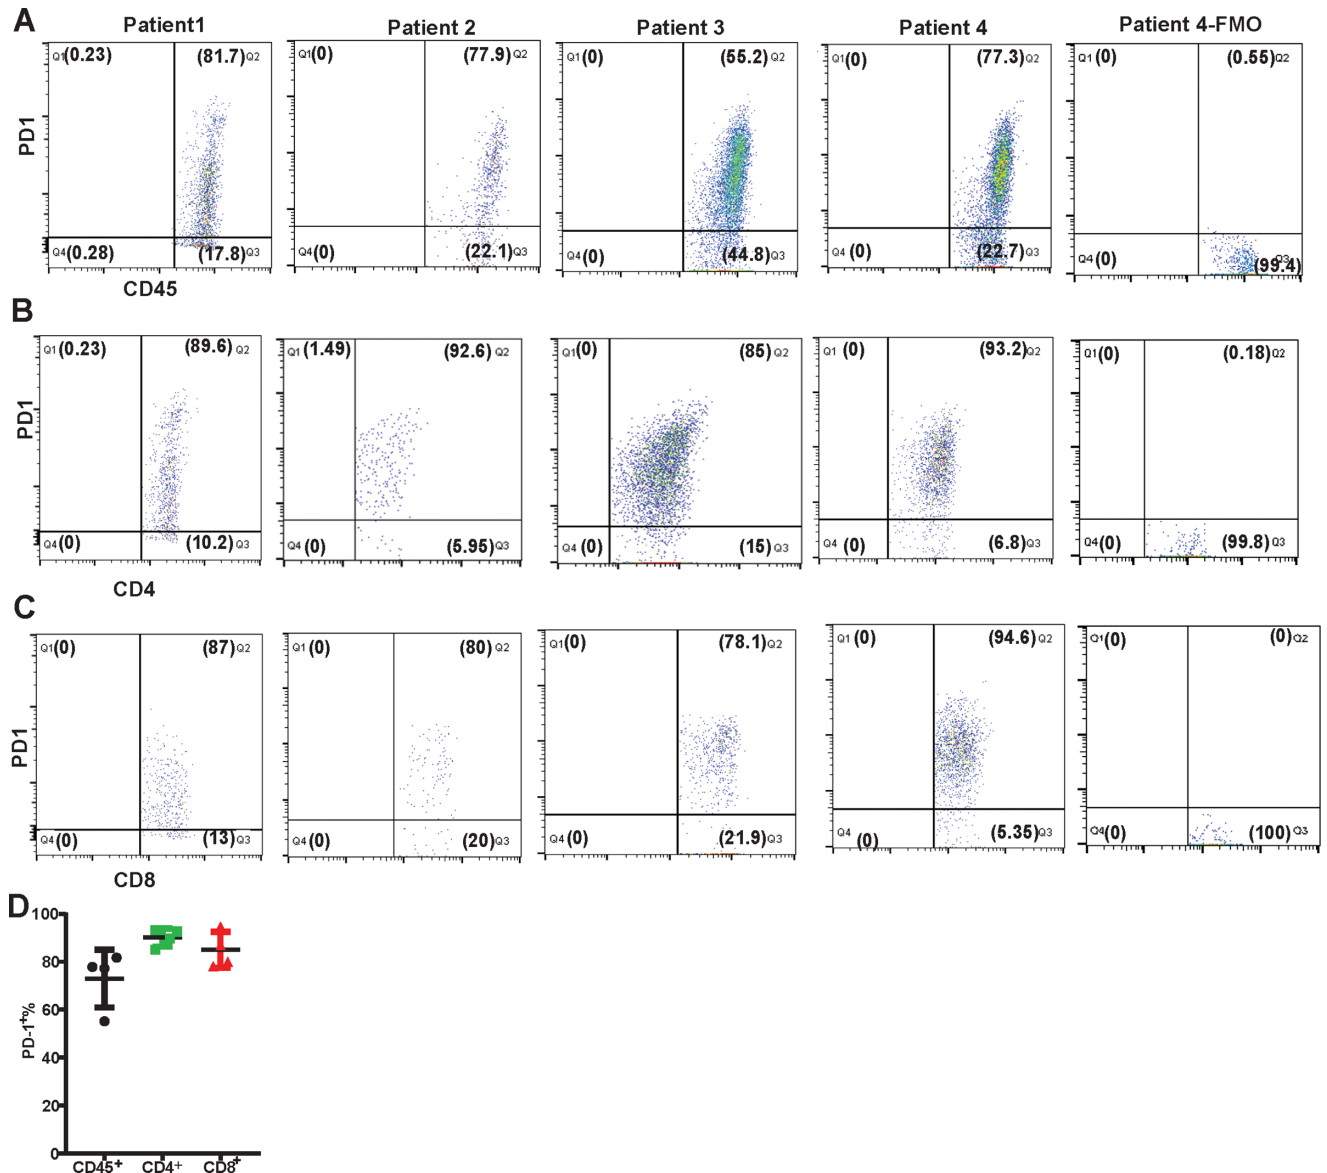 A
Patient1
Patient 2
Patient 3
Patient 4
Patient 4-FMO
Q1(0.23)
(81.7)Q2
Q1(0)
(77.9)Q2
Q1(0)
(55.2)Q2
Q1(0)
(77.3)Q2
Q1(0)
(0.55)Q2
PD1
Q4(0.28)
(17.8)Q3
Q4(0)
(22.1)Q3
Q4(0)
(44.8)Q3
Q4(0)
(22.7)Q3
Q4(0)
(99.4)Q3
CD45
B
Q1(0.23)
(89.6)Q2
Q1(1.49)
(92.6)Q2
Q1(0)
(85)Q2
Q1(0)
(93.2)Q2
Q1(0)
(0.18)Q2
PD1
Q4(0)
(10.2)Q3
Q4(0)
(5.95)Q3
Q4(0)
(15)Q3
Q4(0)
(6.8)Q3
Q4(0)
(99.8)Q3
CD4
C
Q1(0)
(87)Q2
Q1(0)
(80)Q2
Q1(0)
(78.1)Q2
Q1(0)
(94.6)Q2
Q1(0)
(0)Q2
PD1
Q4(0)
(13)Q3
Q4(0)
(20)Q3
Q4(0)
(21.9)Q3
Q4(0)
(5.35)Q3
Q4(0)
(100)Q3
CD8
D
100
80
60
40
20
0
PD-1+%
CD45+
CD4+
CD8+